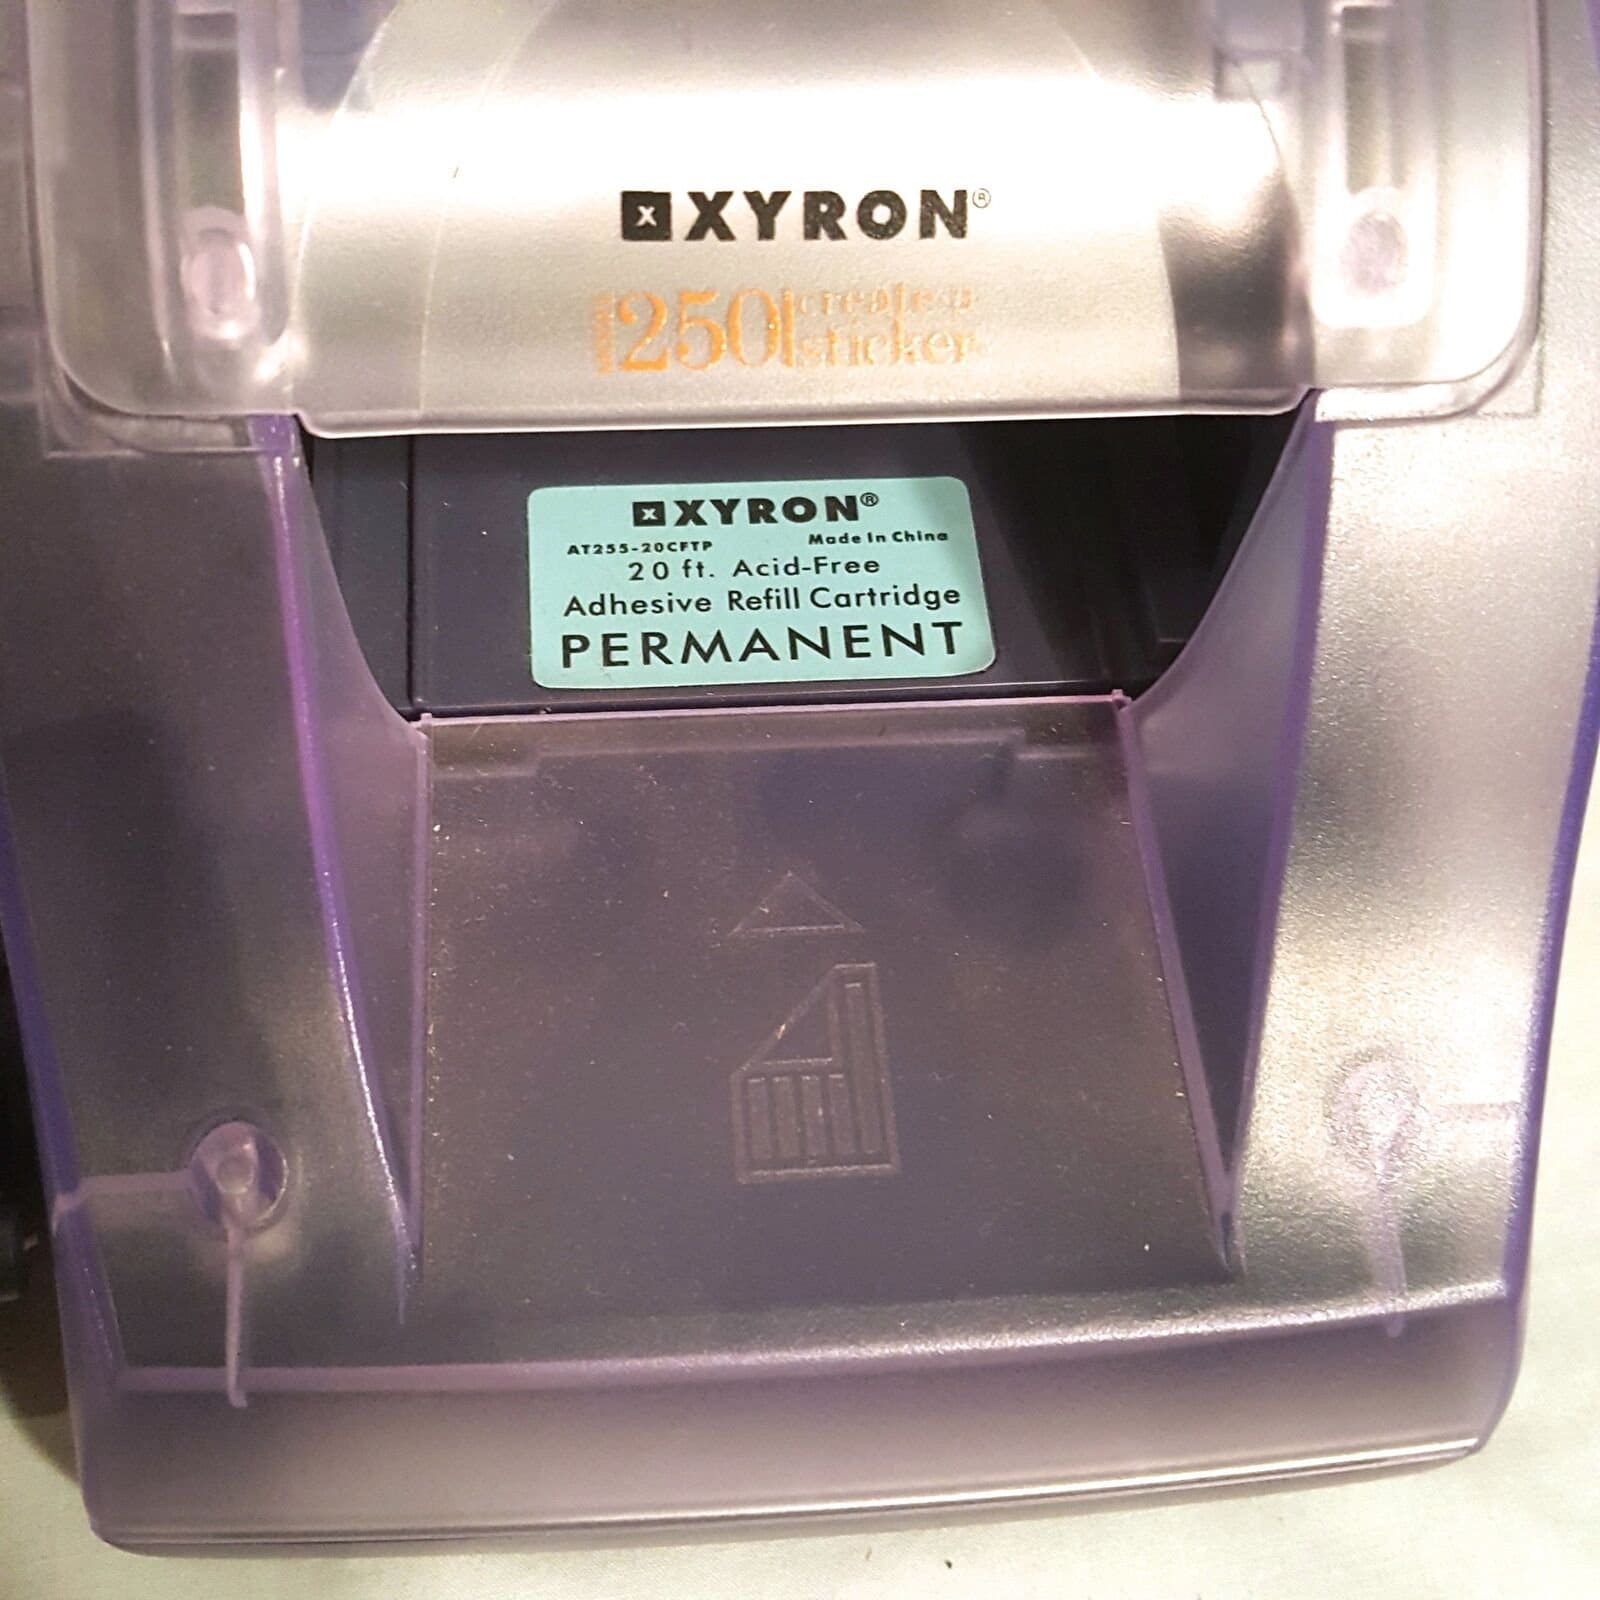 XYRON®
250 create a
sticker
XYRON®
AT255-20CFTP Made In China
20 ft. Acid-Free
Adhesive Refill Cartridge
PERMANENT